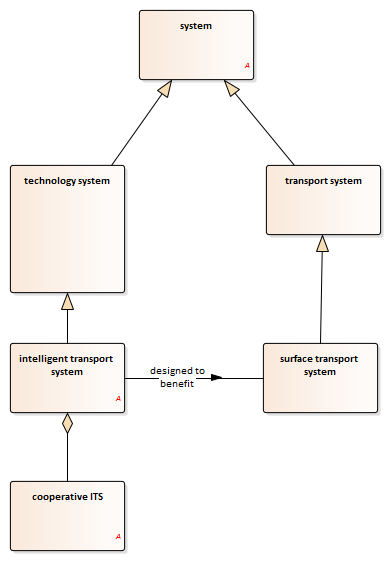 system
A
technology system
transport system
intelligent transport
system
A
designed to
benefit
surface transport
system
cooperative ITS
A